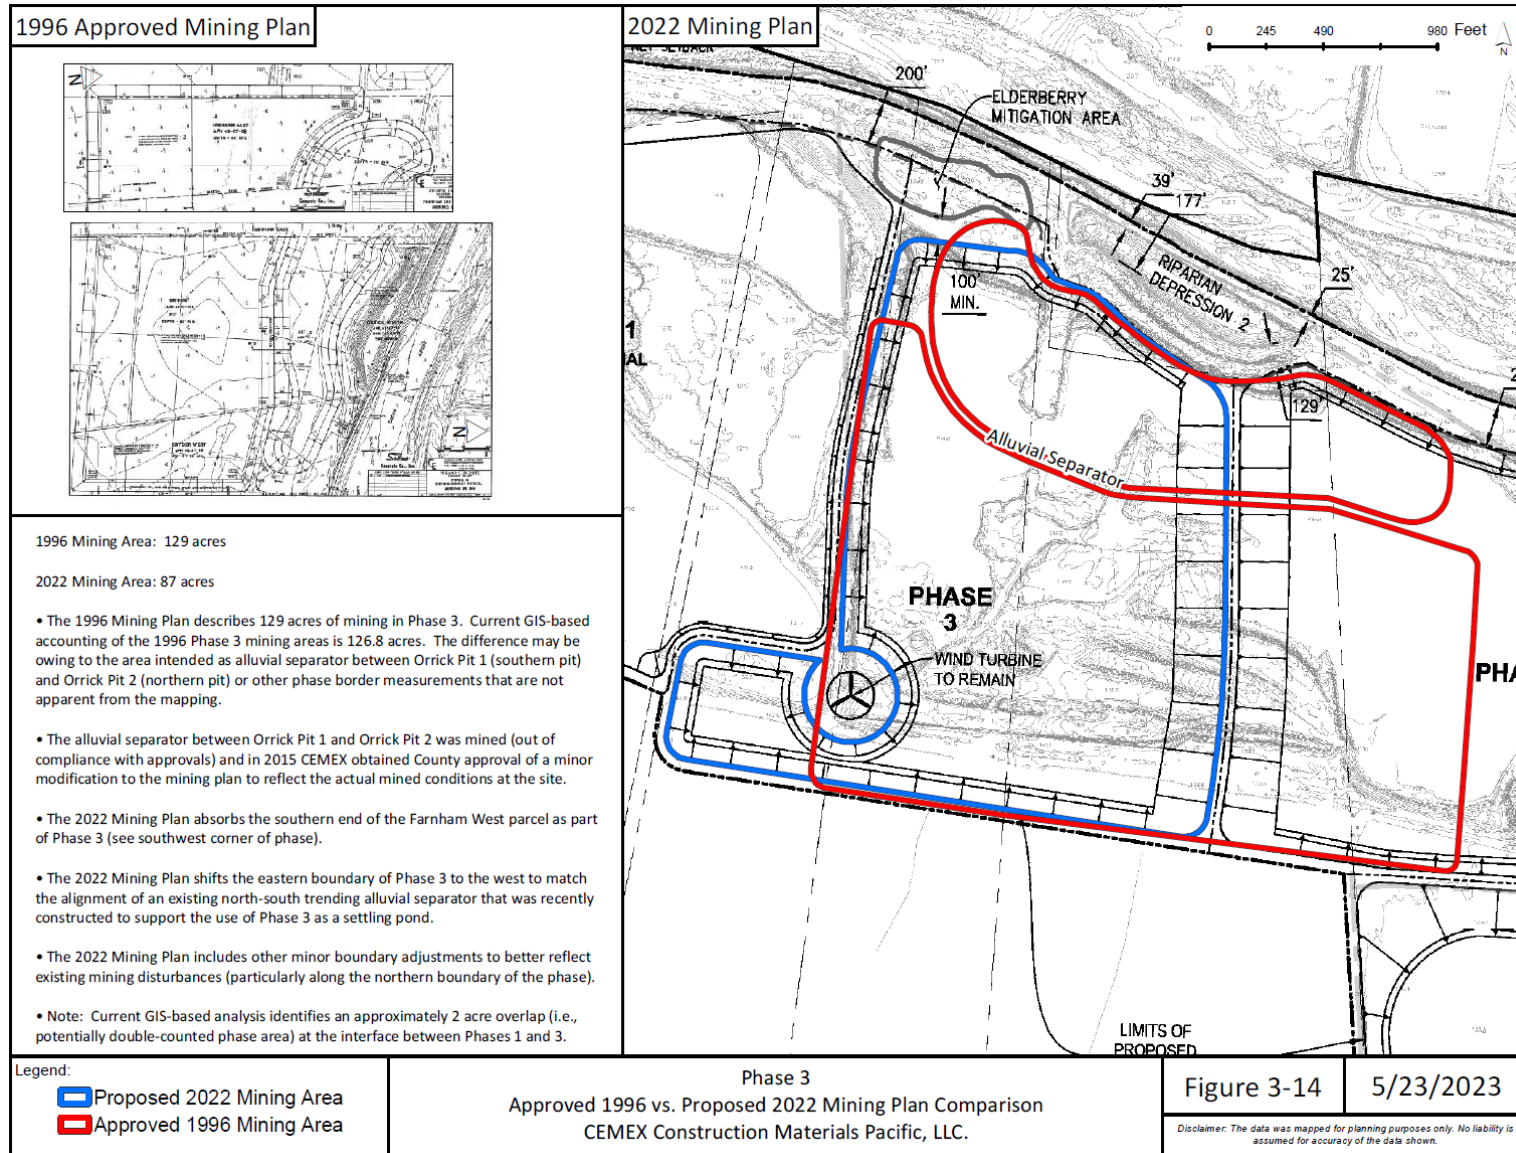 1996 Approved Mining Plan
1996 Mining Area:  129 acres
2022 Mining Area: 87 acres
• The 1996 Mining Plan describes 129 acres of mining in Phase 3.  Current GIS-based
accounting of the 1996 Phase 3 mining areas is 126.8 acres.  The difference may be
owing to the area intended as alluvial separator between Orrick Pit 1 (southern pit)
and Orrick Pit 2 (northern pit) or other phase border measurements that are not
apparent from the mapping.
• The alluvial separator between Orrick Pit 1 and Orrick Pit 2 was mined (out of
compliance with approvals) and in 2015 CEMEX obtained County approval of a minor
modification to the mining plan to reflect the actual mined conditions at the site.
• The 2022 Mining Plan absorbs the southern end of the Farnham West parcel as part
of Phase 3 (see southwest corner of phase).
• The 2022 Mining Plan shifts the eastern boundary of Phase 3 to the west to match
the alignment of an existing north-south trending alluvial separator that was recently
constructed to support the use of Phase 3 as a settling pond.
• The 2022 Mining Plan includes other minor boundary adjustments to better reflect
existing mining disturbances (particularly along the northern boundary of the phase).
• Note:  Current GIS-based analysis identifies an approximately 2 acre overlap (i.e.,
potentially double-counted phase area) at the interface between Phases 1 and 3.
2022 Mining Plan
0 245 490 980 Feet
N
SETBACK
200'
ELDERBERRY
MITIGATION AREA
39'
177'
RIPARIAN
DEPRESSION 2
25'
100'
MIN.
129'
1
AL
Alluvial Separator
PHASE
3
WIND TURBINE
TO REMAIN
PHA
LIMITS OF
PROPOSED
Legend:
Proposed 2022 Mining Area
Approved 1996 Mining Area
Phase 3
Approved 1996 vs. Proposed 2022 Mining Plan Comparison
CEMEX Construction Materials Pacific, LLC.
Figure 3-14
5/23/2023
Disclaimer: The data was mapped for planning purposes only. No liability is
assumed for accuracy of the data shown.